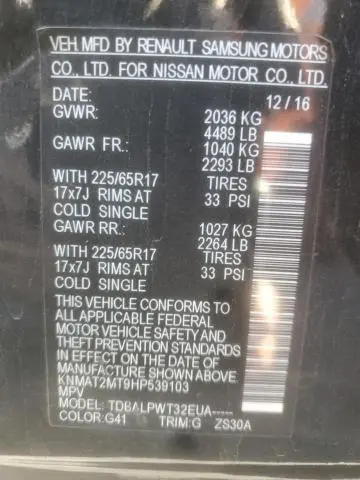 VEH. MFD BY RENAULT SAMSUNG MOTORS
CO., LTD. FOR NISSAN MOTOR CO., LTD.
DATE: 12 / 16
GVWR: 2036 KG
4489 LB
GAWR FR.: 1040 KG
2293 LB
WITH 225/65R17 TIRES
17x7J RIMS AT 33 PSI
COLD SINGLE
GAWR RR.: 1027 KG
2264 LB
WITH 225/65R17 TIRES
17x7J RIMS AT 33 PSI
COLD SINGLE
THIS VEHICLE CONFORMS TO
ALL APPLICABLE FEDERAL
MOTOR VEHICLE SAFETY AND
THEFT PREVENTION STANDARDS
IN EFFECT ON THE DATE OF
MANUFACTURE SHOWN ABOVE.
KNMAT2MT9HP539103
MPV
MODEL: TDBALPWT32EUA-----
COLOR:G41 TRIM:G ZS30A